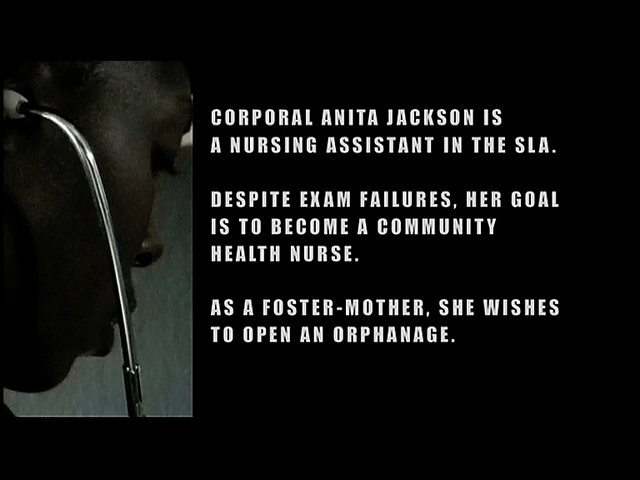 CORPORAL ANITA JACKSON IS
A NURSING ASSISTANT IN THE SLA.
DESPITE EXAM FAILURES, HER GOAL
IS TO BECOME A COMMUNITY
HEALTH NURSE.
AS A FOSTER-MOTHER, SHE WISHES
TO OPEN AN ORPHANAGE.